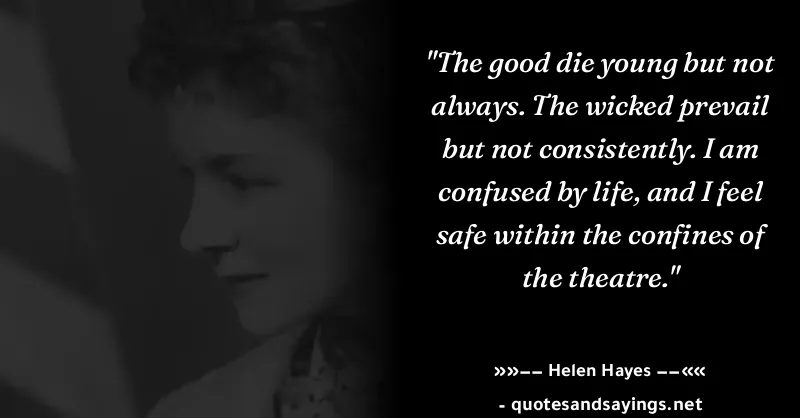 "The good die young but not
always. The wicked prevail
but not consistently. I am
confused by life, and I feel
safe within the confines of
the theatre."
»»−− Helen Hayes −−««
- quotesandsayings.net